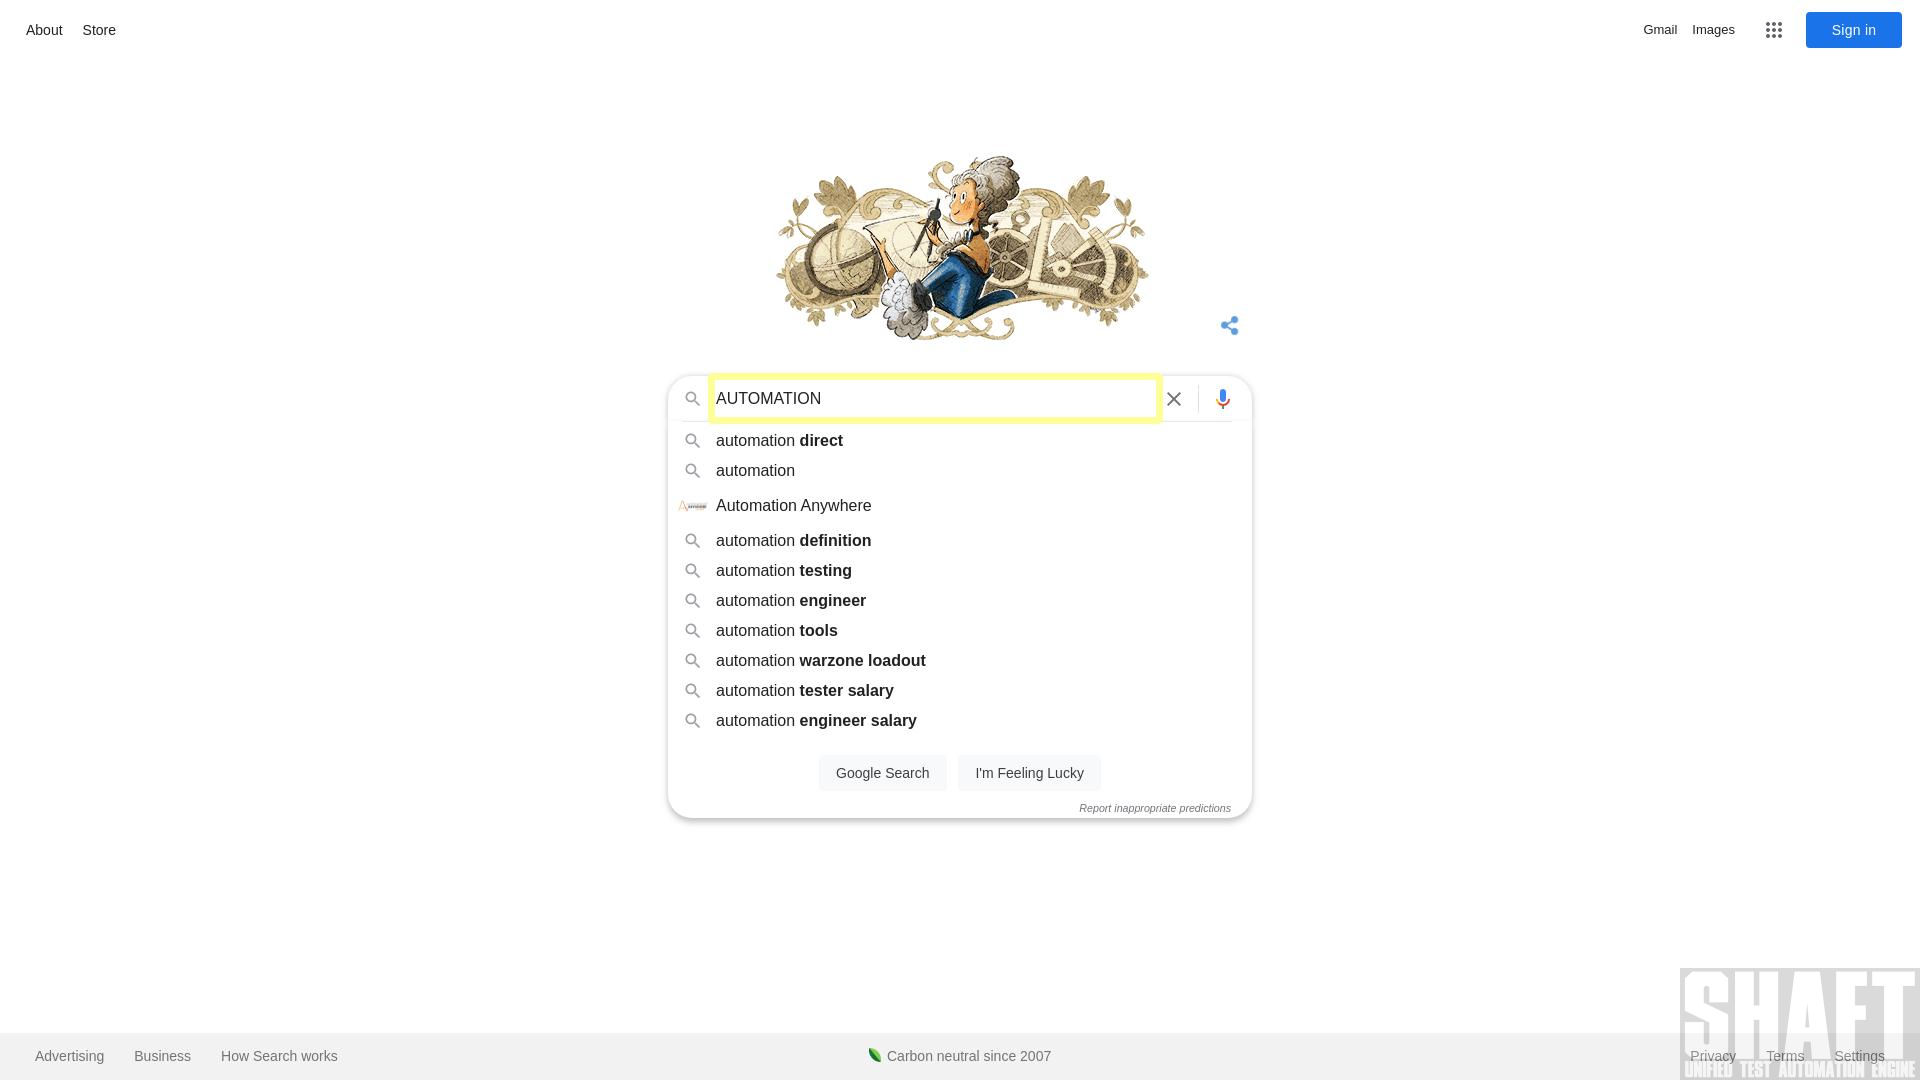 About Store
Gmail Images Sign in
AUTOMATION
automation direct
automation
Automation Anywhere
automation definition
automation testing
automation engineer
automation tools
automation warzone loadout
automation tester salary
automation engineer salary
Google Search I'm Feeling Lucky
Report inappropriate predictions
SHAFT
Advertising Business How Search works Carbon neutral since 2007 Privacy Terms Settings
UNIFIED TEST AUTOMATION ENGINE